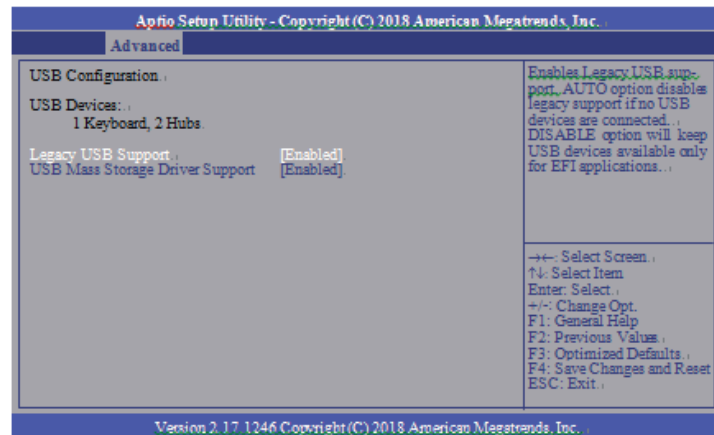 Aptio Setup Utility - Copyright (C) 2018 American Megatrends, Inc.
Advanced
USB Configuration
USB Devices:
1 Keyboard, 2 Hubs
Legacy USB Support [Enabled]
USB Mass Storage Driver Support [Enabled]
Enables Legacy USB sup-
port. AUTO option disables
legacy support if no USB
devices are connected.
DISABLE option will keep
USB devices available only
for EFI applications.
→←: Select Screen
↑↓: Select Item
Enter: Select
+/-: Change Opt.
F1: General Help
F2: Previous Values
F3: Optimized Defaults
F4: Save Changes and Reset
ESC: Exit
Version 2.17.1246 Copyright (C) 2018 American Megatrends, Inc.